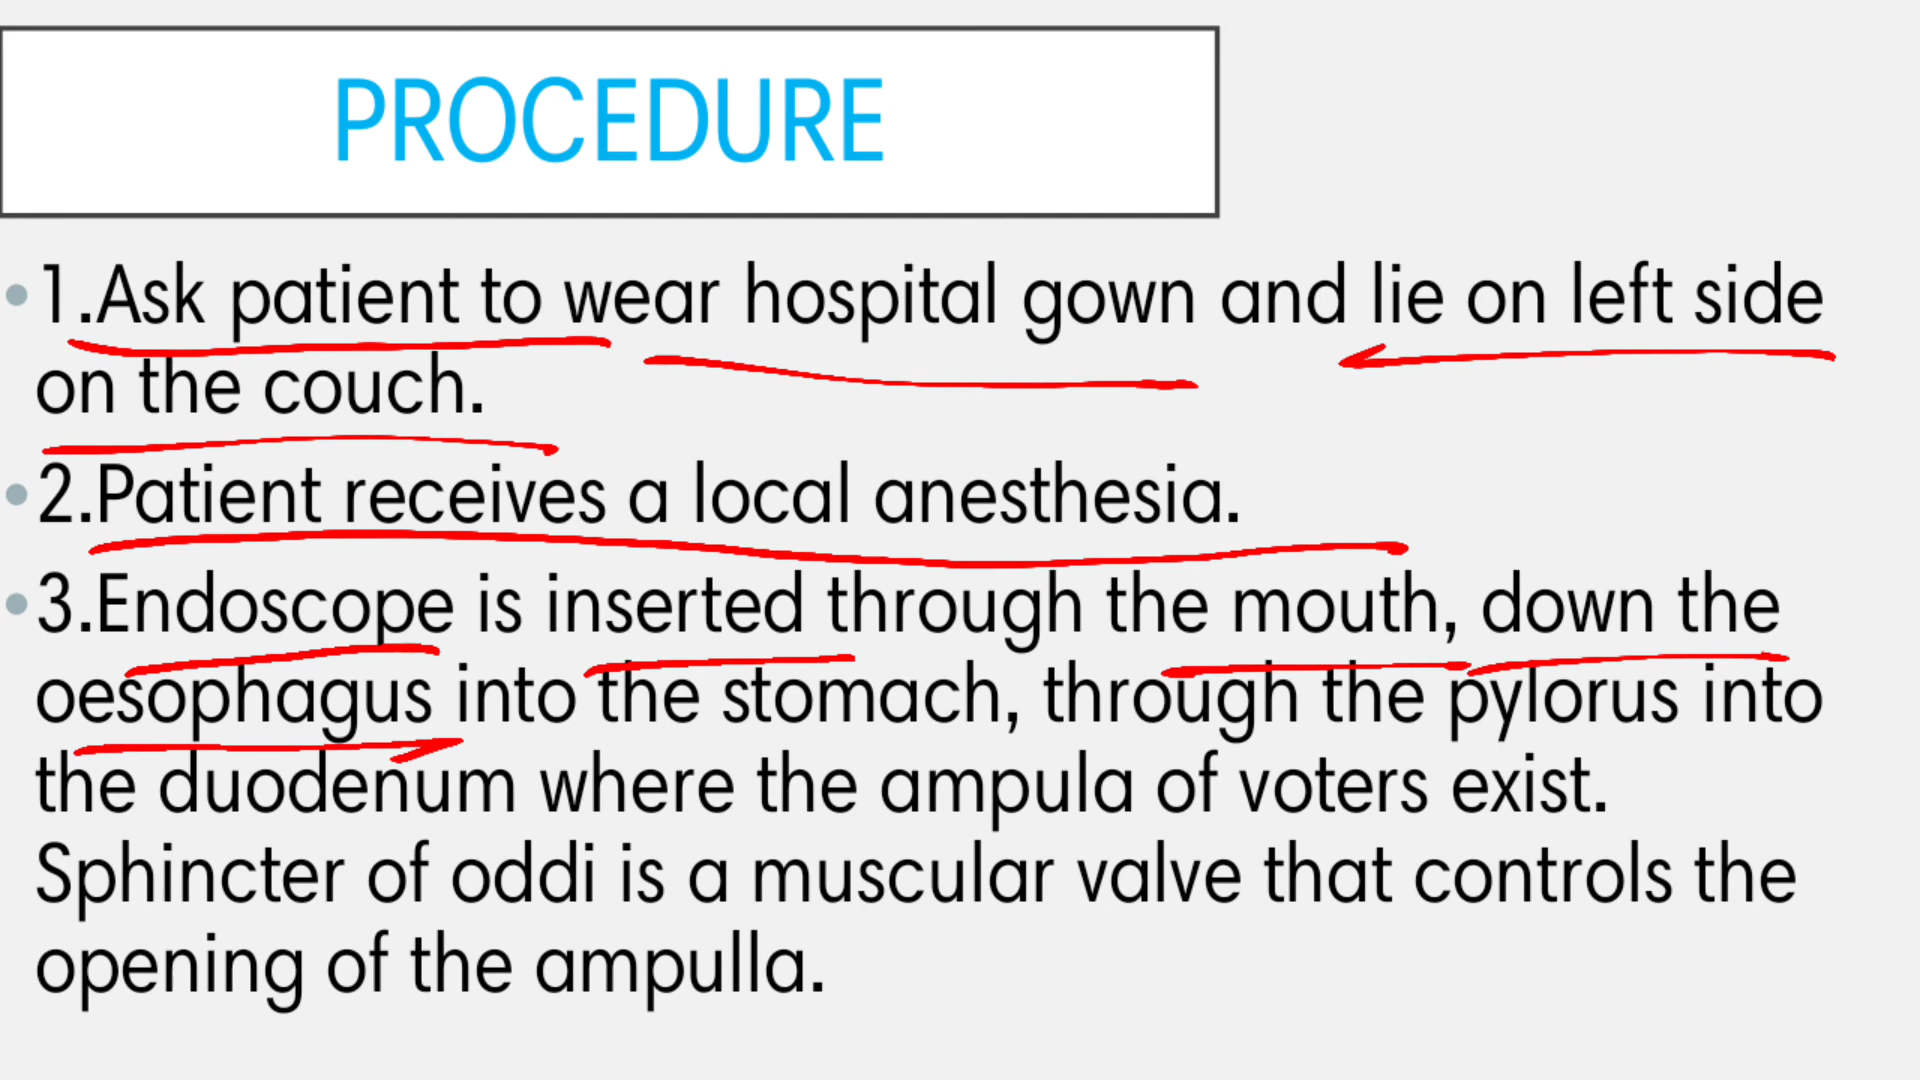 PROCEDURE
•1.Ask patient to wear hospital gown and lie on left side
on the couch.
•2.Patient receives a local anesthesia.
•3.Endoscope is inserted through the mouth, down the
oesophagus into the stomach, through the pylorus into
the duodenum where the ampula of voters exist.
Sphincter of oddi is a muscular valve that controls the
opening of the ampulla.